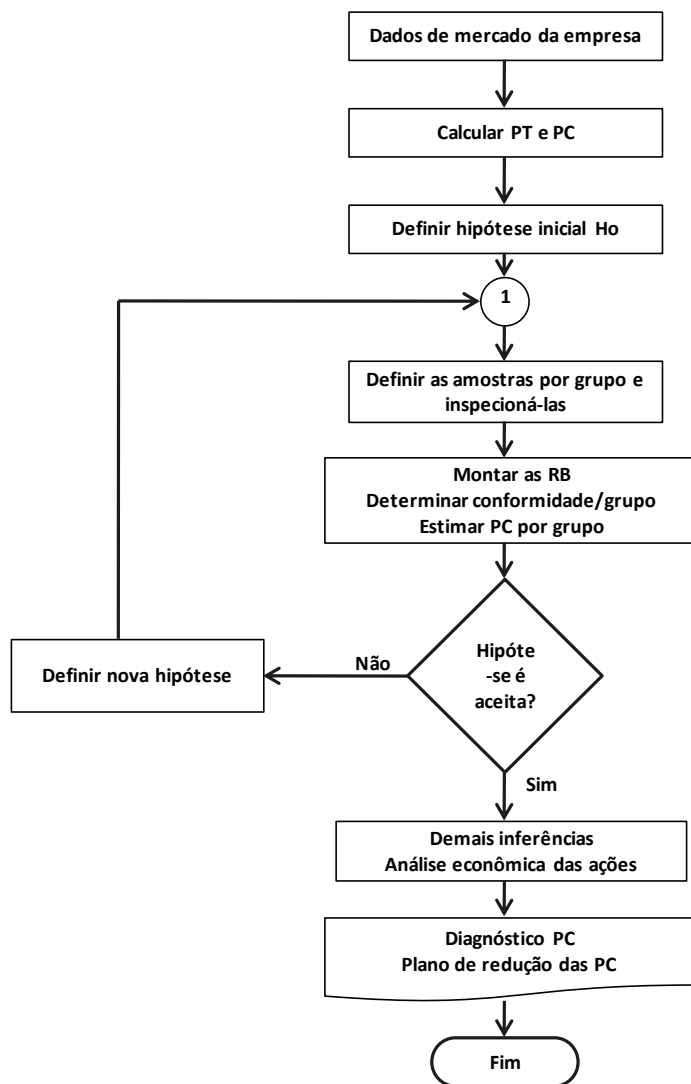 Dados de mercado da empresa
Calcular PT e PC
Definir hipótese inicial Ho
1
Definir as amostras por grupo e
inspecioná-las
Montar as RB
Determinar conformidade/grupo
Estimar PC por grupo
Hipóte
-se é
aceita?
Não
Definir nova hipótese
Sim
Demais inferências
Análise econômica das ações
Diagnóstico PC
Plano de redução das PC
Fim